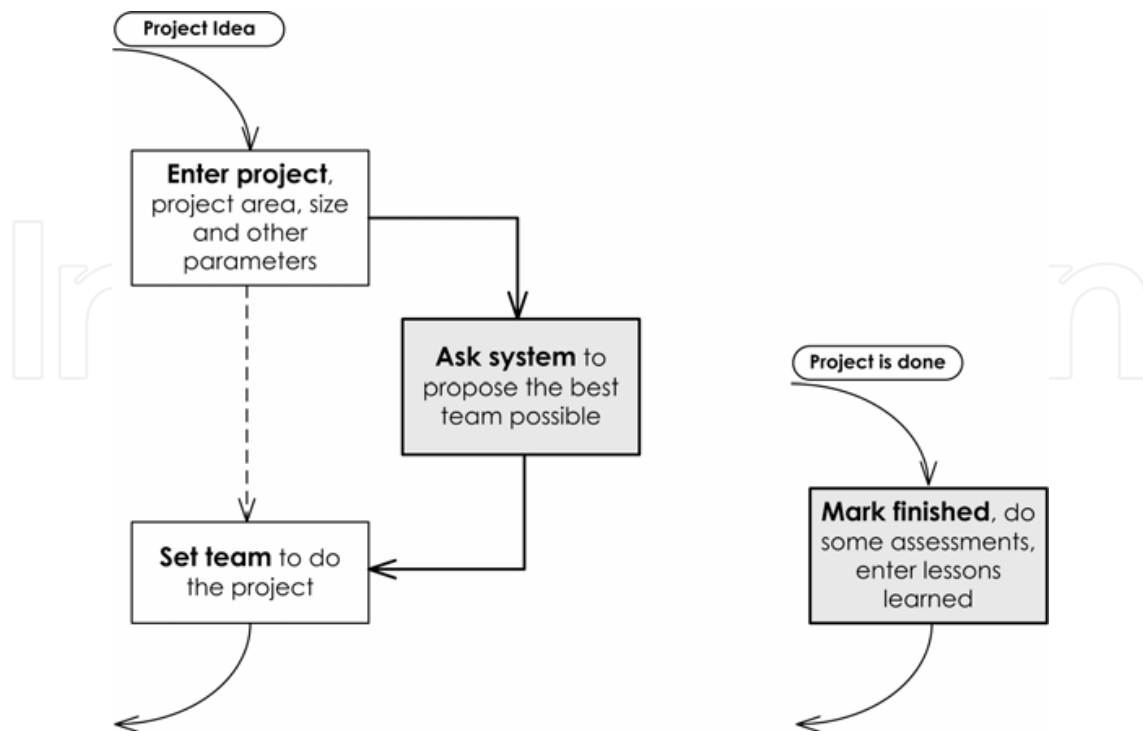 Project Idea
Enter project,
project area, size
and other
parameters
Ask system to
propose the best
team possible
Set team to do
the project
Project is done
Mark finished, do
some assessments,
enter lessons
learned